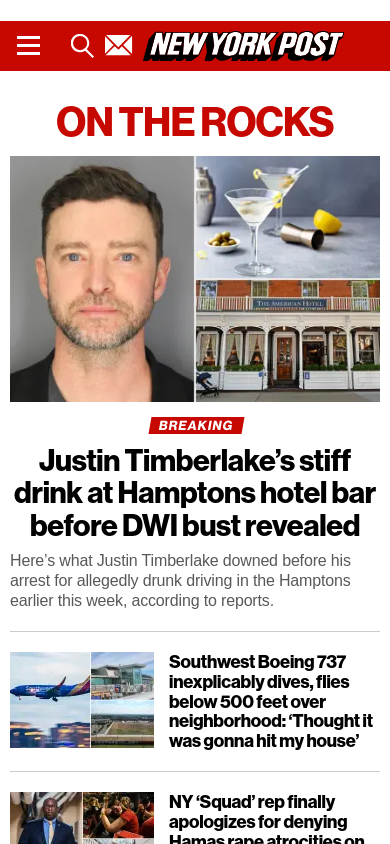 NEW YORK POST
ON THE ROCKS
THE AMERICAN HOTEL
BREAKING
Justin Timberlake’s stiff
drink at Hamptons hotel bar
before DWI bust revealed
Here’s what Justin Timberlake downed before his
arrest for allegedly drunk driving in the Hamptons
earlier this week, according to reports.
Southwest Boeing 737
inexplicably dives, flies
below 500 feet over
neighborhood: ‘Thought it
was gonna hit my house’
NY ‘Squad’ rep finally
apologizes for denying
Hamas rape atrocities on